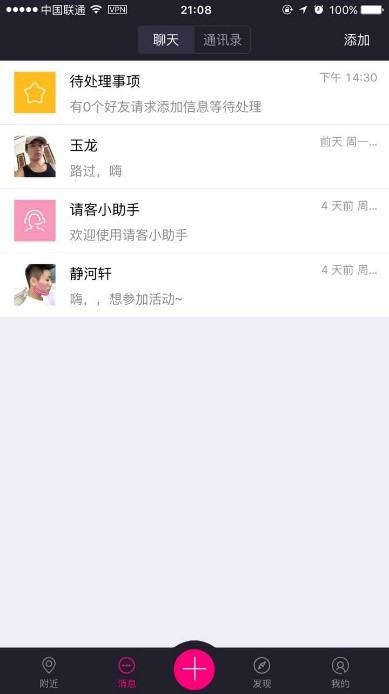 中国联通 VPN 21:08 100%
聊天 通讯录 添加
待处理事项 下午 14:30
有0个好友请求添加信息等待处理
玉龙 前天 周一...
路过，嗨
请客小助手 4 天前 周...
欢迎使用请客小助手
静河轩 4 天前 周...
嗨，，想参加活动~
附近 消息 发现 我的